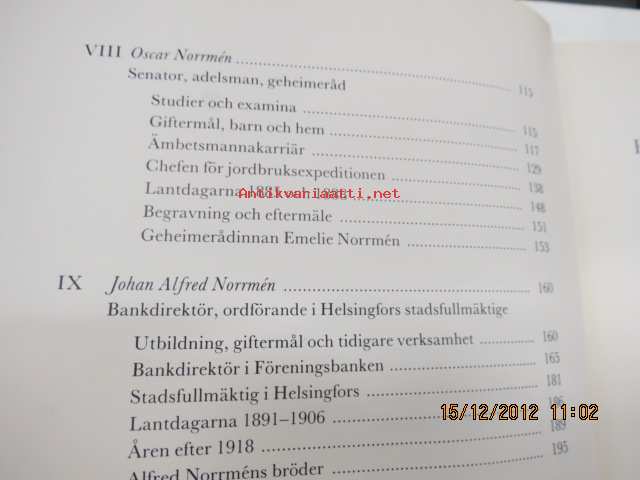 VIII Oscar Norrmén
Senator, adelsman, geheimeråd 115
Studier och examina 115
Giftermål, barn och hem 117
Ämbetsmannakarriär 129
Chefen för jordbruksexpeditionen 138
Lantdagarna 148
Antikvariaatti.net
Begravning och eftermäle 151
Geheimerådinnan Emelie Norrmén 153
IX Johan Alfred Norrmén 160
Bankdirektör, ordförande i Helsingfors stadsfullmäktige
Utbildning, giftermål och tidigare verksamhet 160
Bankdirektör i Föreningsbanken 165
Stadsfullmäktig i Helsingfors 181
Lantdagarna 1891–1906 186
15/12/2012 11:02
Åren efter 1918 189
Alfred Norrméns bröder 195